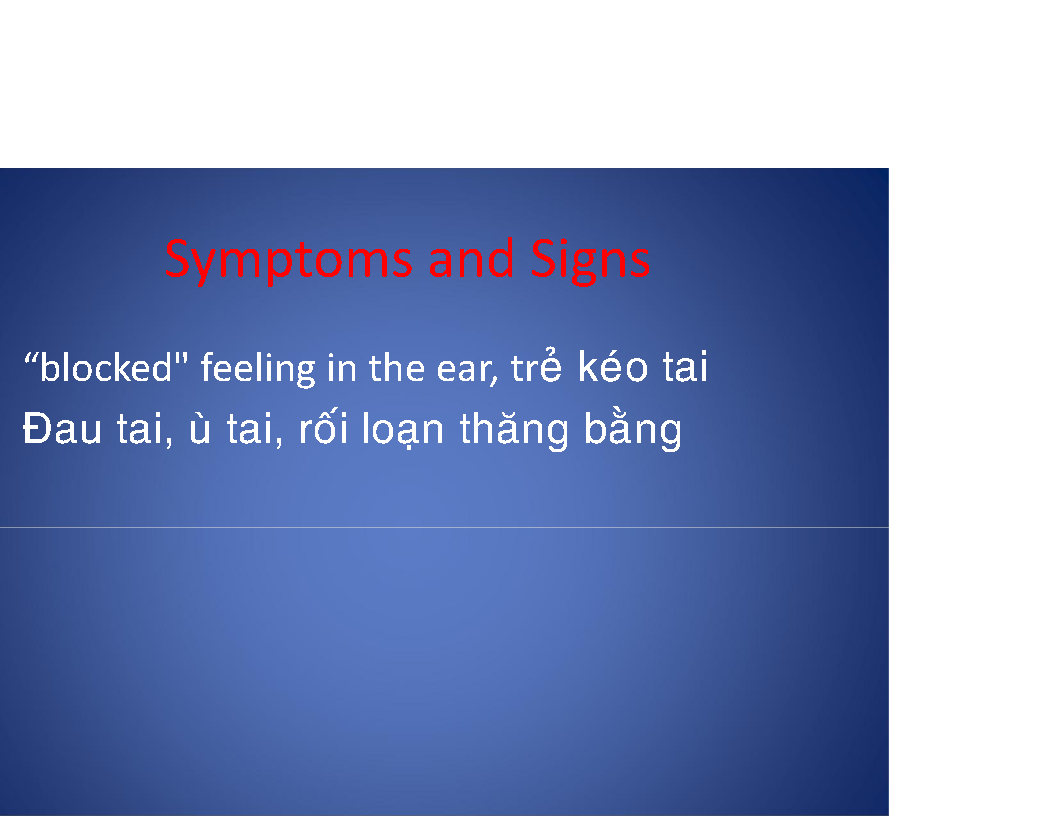 Symptoms and Signs
“blocked" feeling in the ear, trẻ kéo tai
Đau tai, ù tai, rối loạn thăng bằng